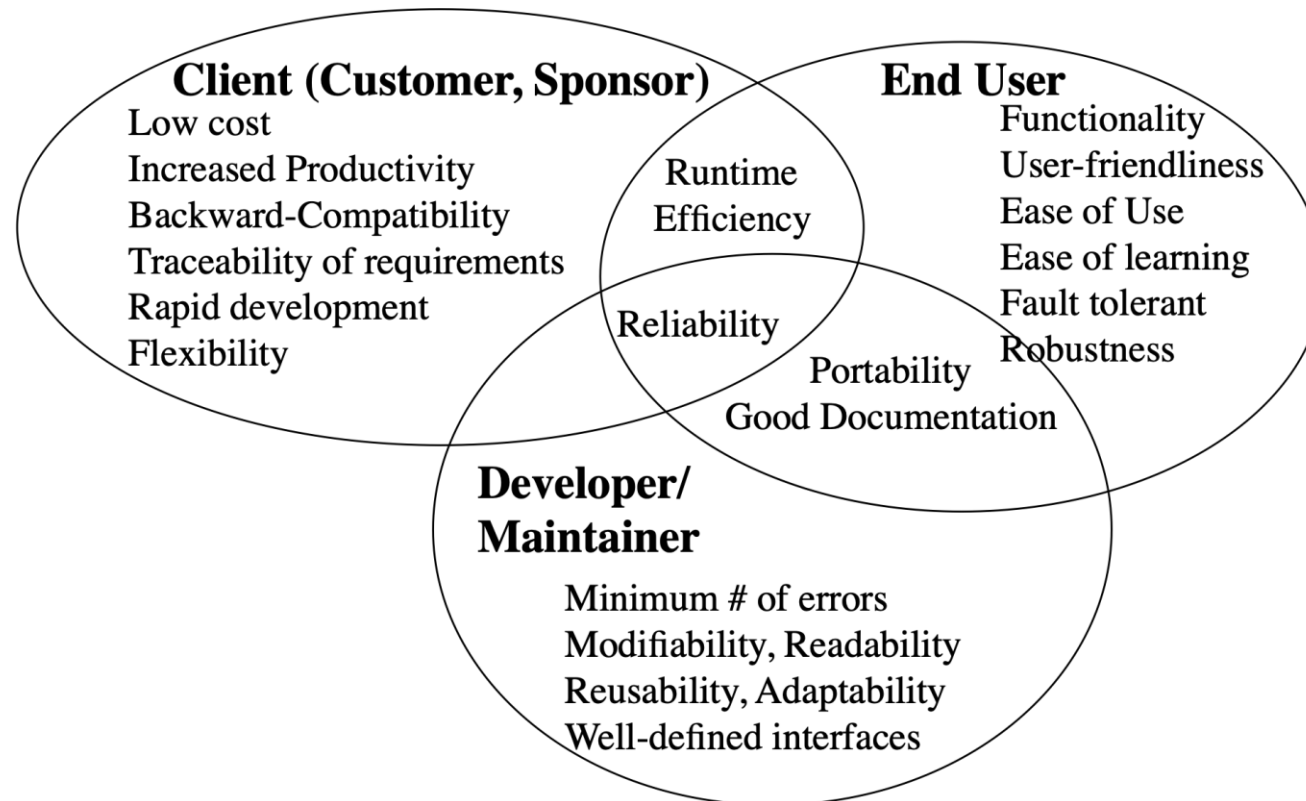 Client (Customer, Sponsor)
Low cost
Increased Productivity
Backward-Compatibility
Traceability of requirements
Rapid development
Flexibility
End User
Functionality
User-friendliness
Ease of Use
Ease of learning
Fault tolerant
Robustness
Runtime
Efficiency
Reliability
Portability
Good Documentation
Developer/
Maintainer
Minimum # of errors
Modifiability, Readability
Reusability, Adaptability
Well-defined interfaces